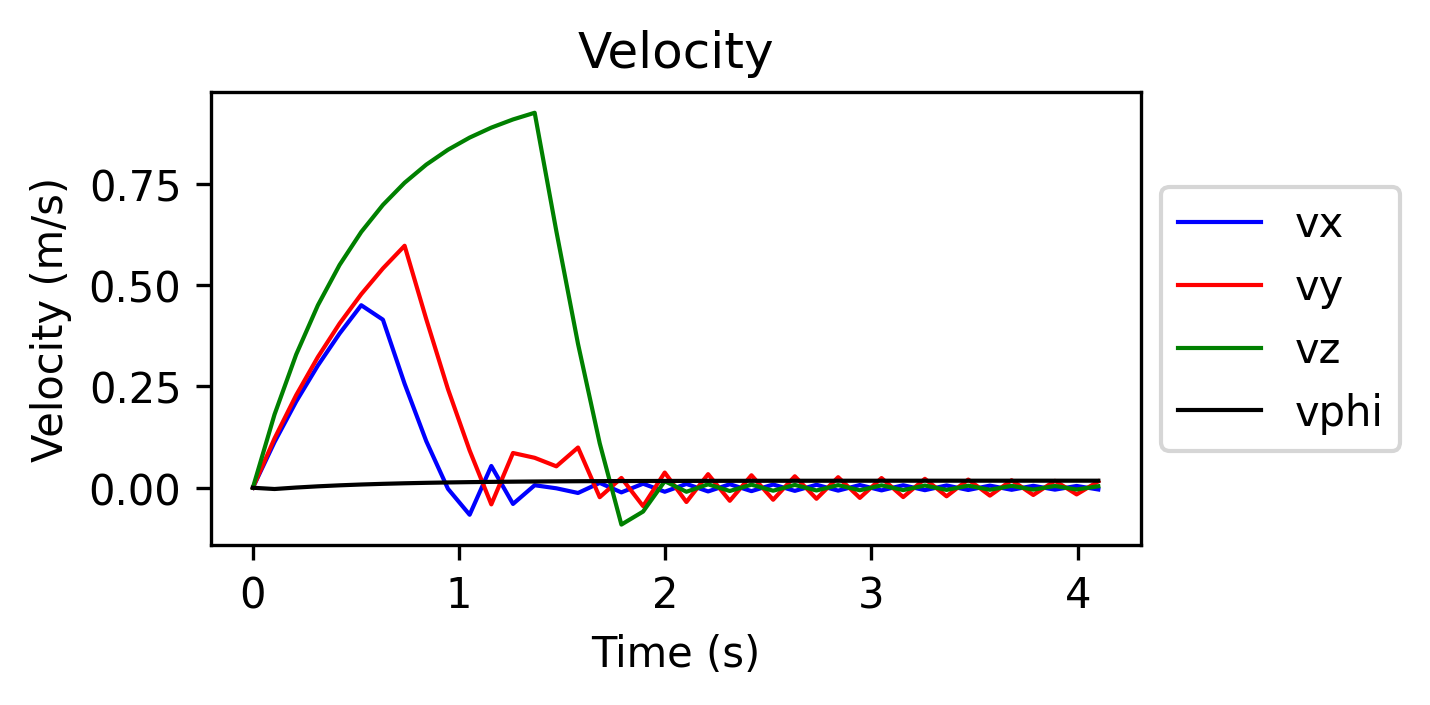 Velocity
Velocity (m/s)
0.75
0.50
0.25
0.00
0
1
2
3
4
Time (s)
vx
vy
vz
vphi